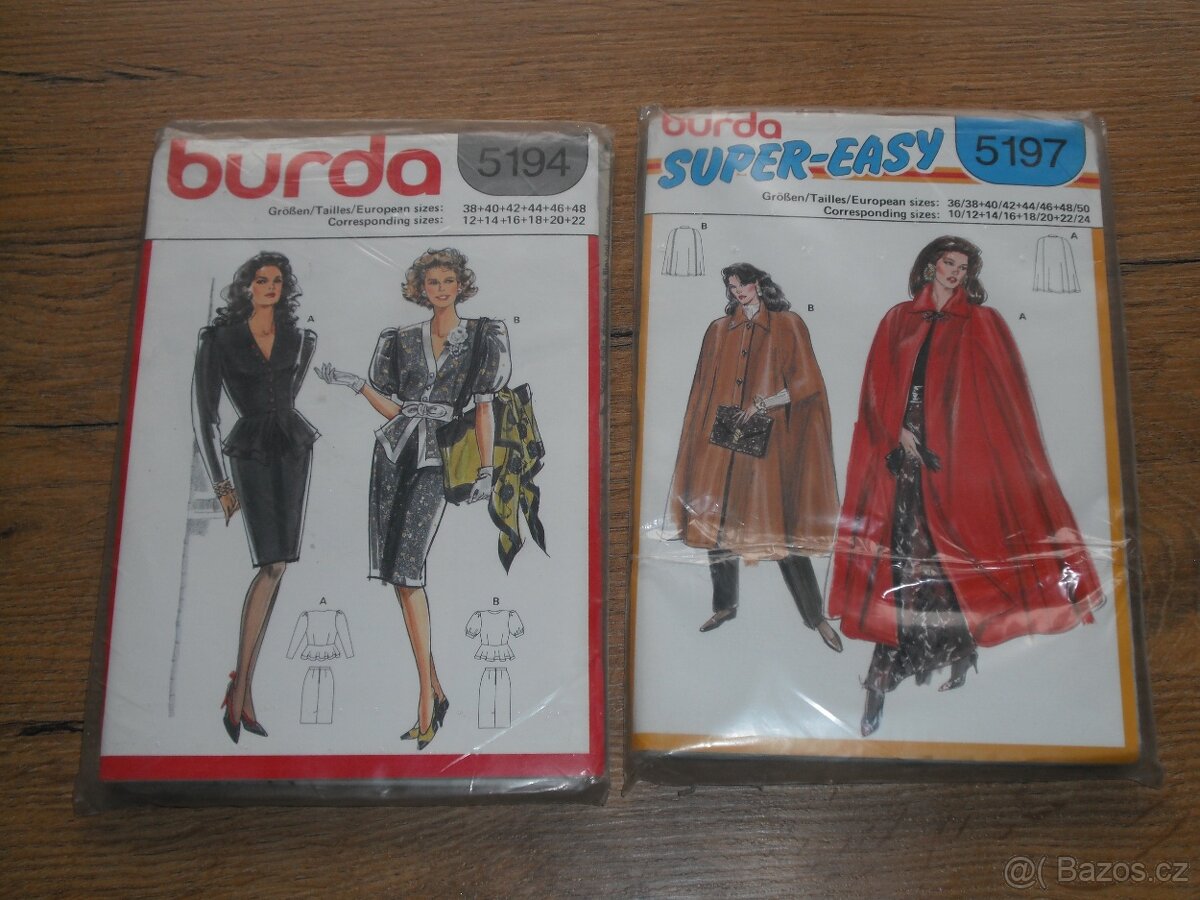 burda
5194
Größen/Tailles/European sizes: 38+40+42+44+46+48
Corresponding sizes: 12+14+16+18+20+22
A
B
A
B
burda
SUPER-EASY
5197
Größen/Tailles/European sizes: 36/38+40/42+44/46+48/50
Corresponding sizes: 10/12+14/16+18/20+22/24
B
A
B
A
@( Bazos.cz